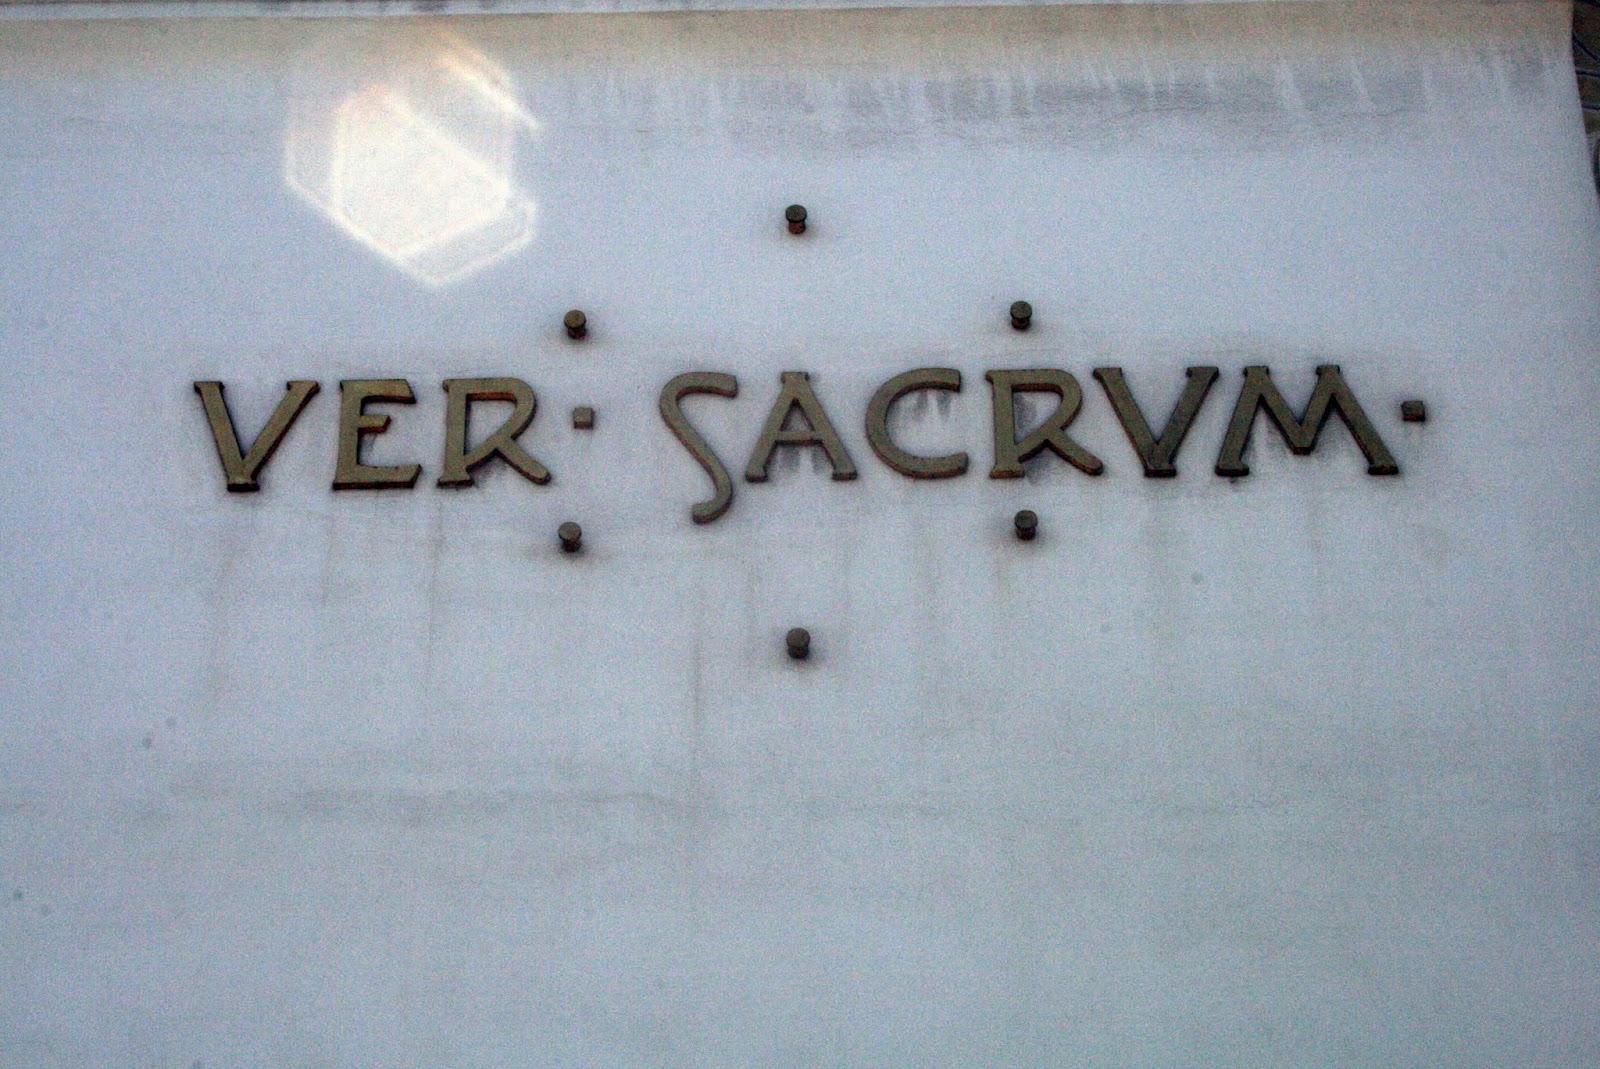 VER · SACRVM ·